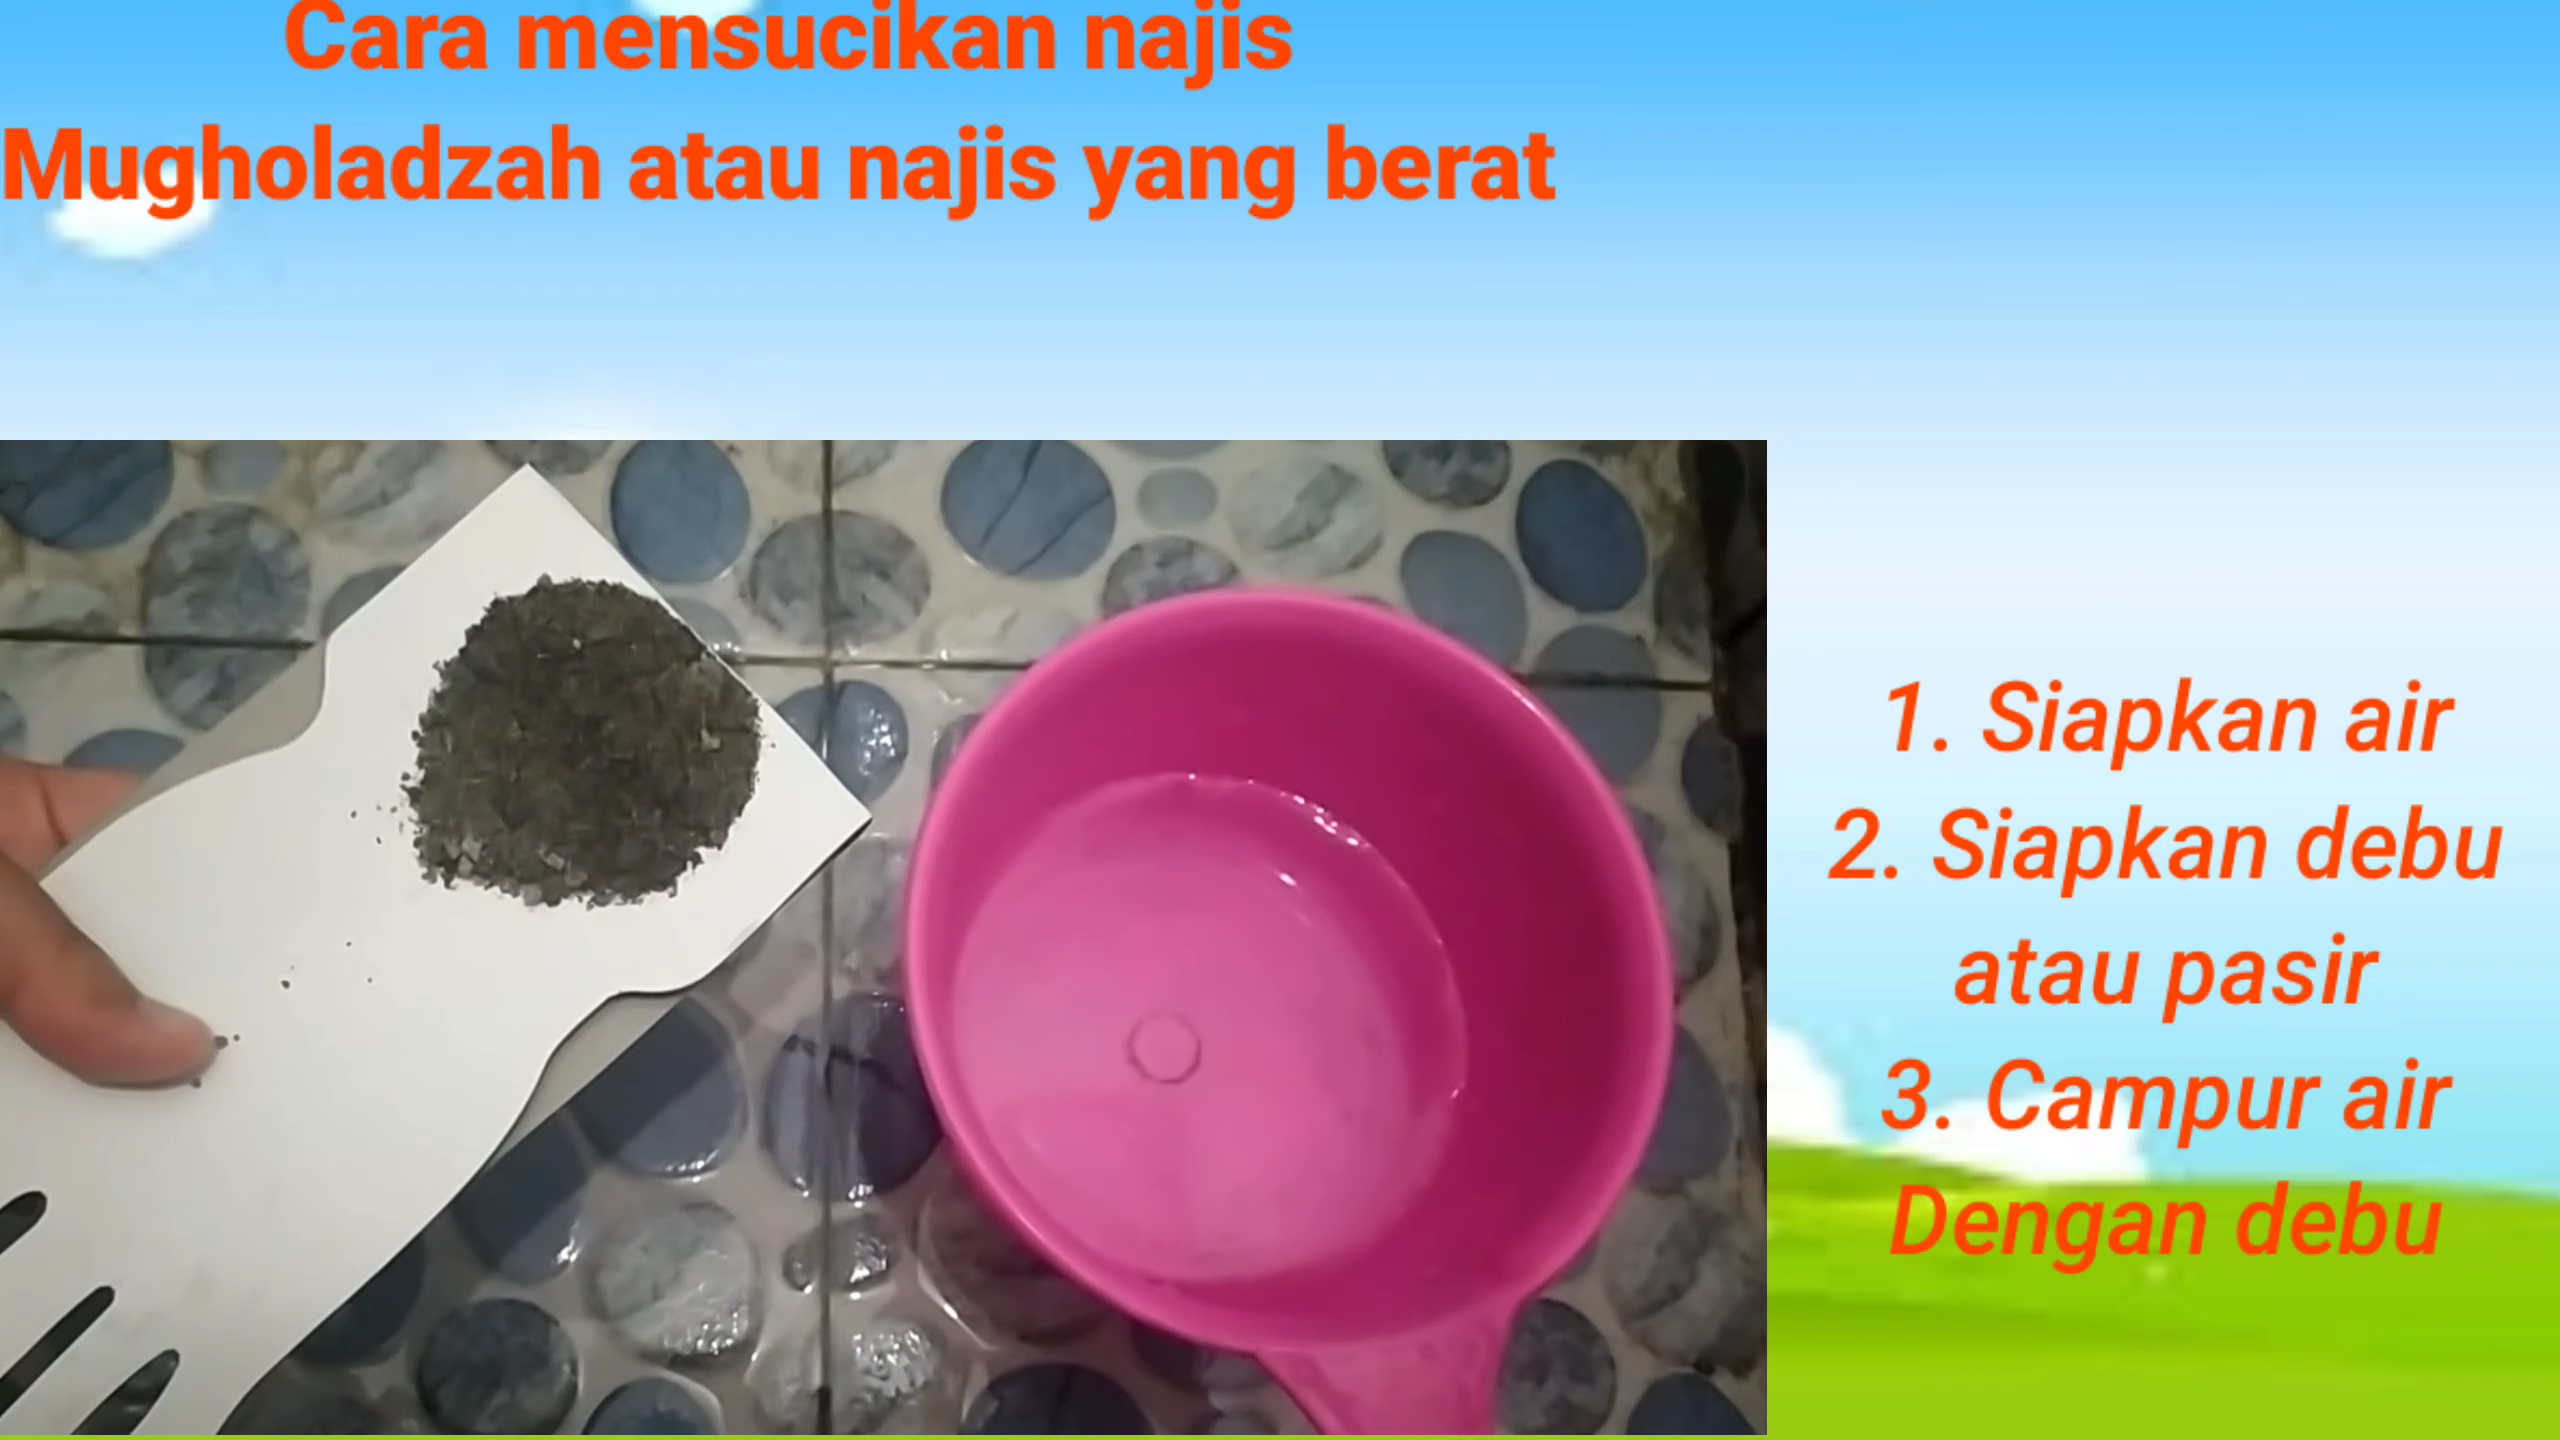 Cara mensucikan najis
Mugholadzah atau najis yang berat
1. Siapkan air
2. Siapkan debu
atau pasir
3. Campur air
Dengan debu